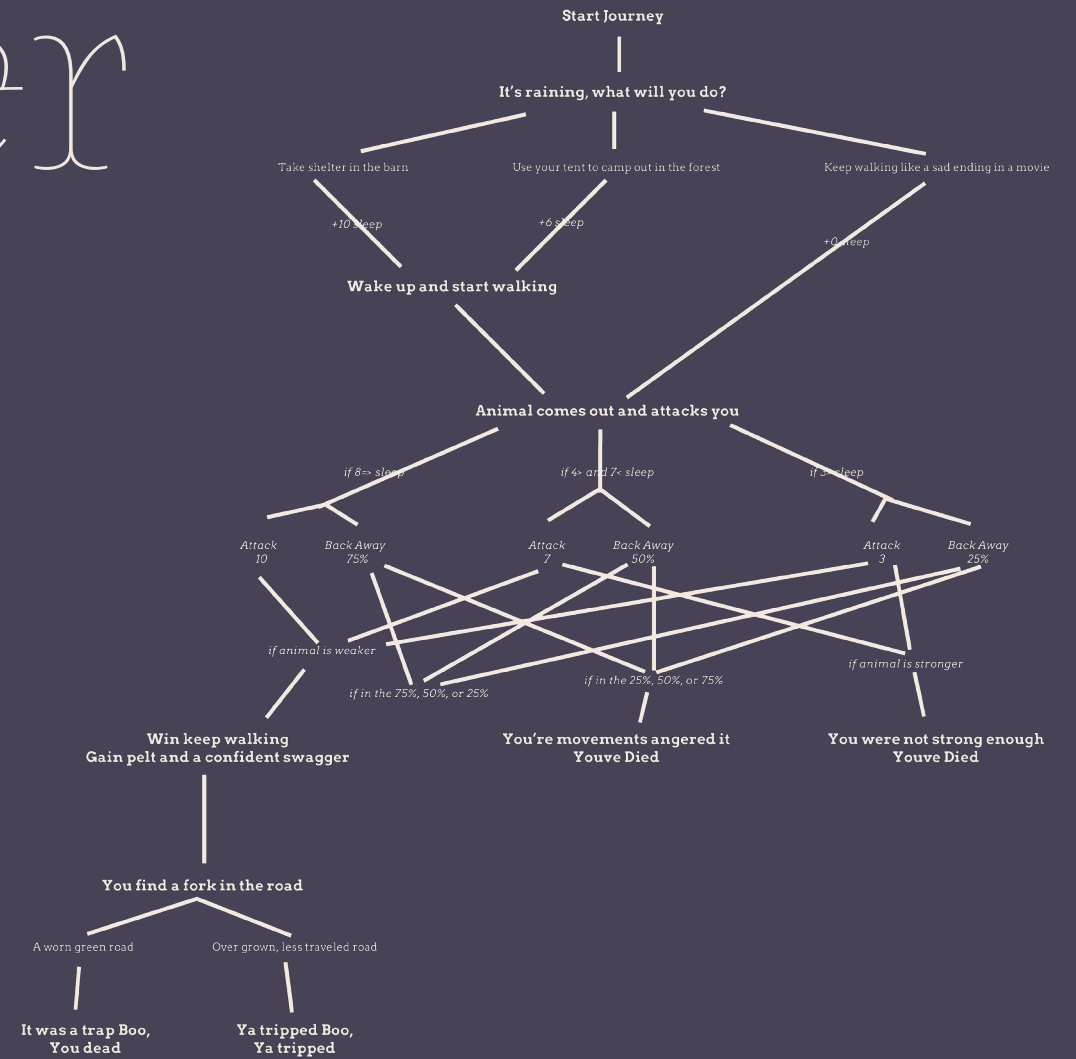 Start Journey
It's raining, what will you do?
Take shelter in the barn
Use your tent to camp out in the forest
Keep walking like a sad ending in a movie
+10 sleep
+6 sleep
+0 sleep
Wake up and start walking
Animal comes out and attacks you
if 8=> sleep
if 4> and 7< sleep
if 3> sleep
Attack
10
Back Away
75%
Attack
7
Back Away
50%
Attack
3
Back Away
25%
if animal is weaker
if in the 75%, 50%, or 25%
if in the 25%, 50%, or 75%
if animal is stronger
Win keep walking
Gain pelt and a confident swagger
You're movements angered it
Youve Died
You were not strong enough
Youve Died
You find a fork in the road
A worn green road
Over grown, less traveled road
It was a trap Boo,
You dead
Ya tripped Boo,
Ya tripped